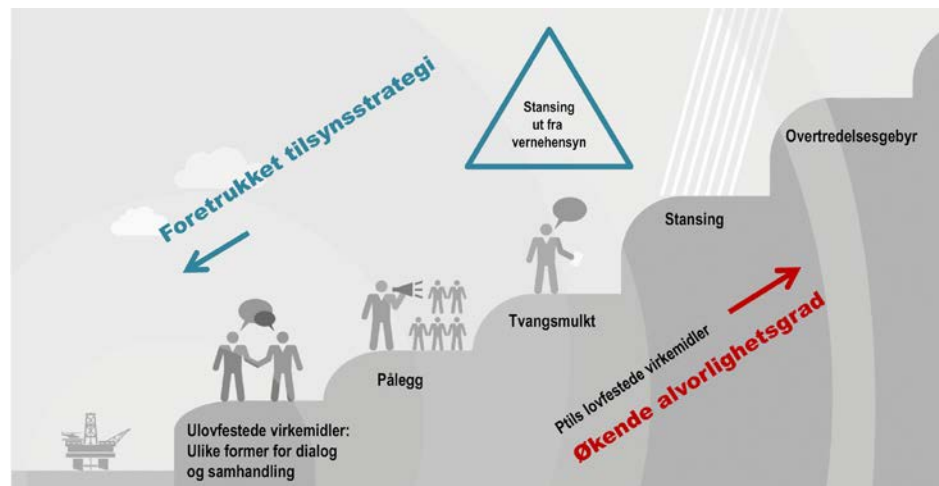 Foretrukket tilsynsstrategi
Stansing
ut fra
vernehensyn
Overtredelsesgebyr
Stansing
Tvangsmulkt
Pålegg
Ulovfestede virkemidler:
Ulike former for dialog
og samhandling
Ptils lovfestede virkemidler
Økende alvorlighetsgrad